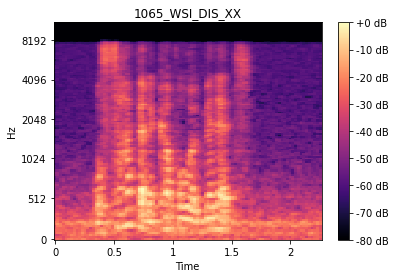 1065_WSI_DIS_XX
+0 dB
8192
-10 dB
4096
-20 dB
-30 dB
2048
Hz
-40 dB
1024
-50 dB
512
-60 dB
-70 dB
0
-80 dB
0 0.5 1 1.5 2
Time